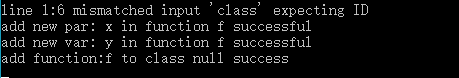 line 1:6 mismatched input 'class' expecting ID
add new par: x in function f successful
add new var: y in function f successful
add function:f to class null success